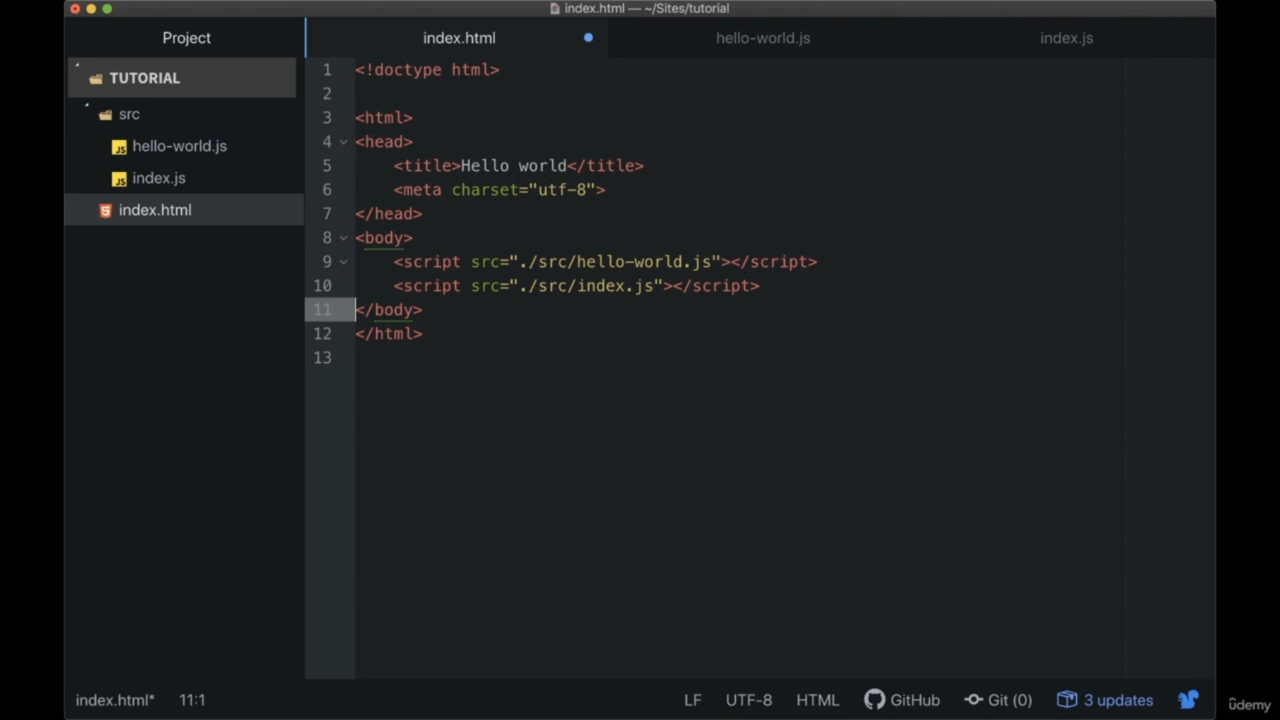 index.html — ~/Sites/tutorial
Project
index.html
hello-world.js
index.js
TUTORIAL
src
JS hello-world.js
JS index.js
5 index.html
1 <!doctype html>
2
3 <html>
4 <head>
5     <title>Hello world</title>
6     <meta charset="utf-8">
7 </head>
8 <body>
9     <script src="./src/hello-world.js"></script>
10     <script src="./src/index.js"></script>
11 </body>
12 </html>
13
index.html* 11:1 LF UTF-8 HTML GitHub Git (0) 3 updates
ûdemy